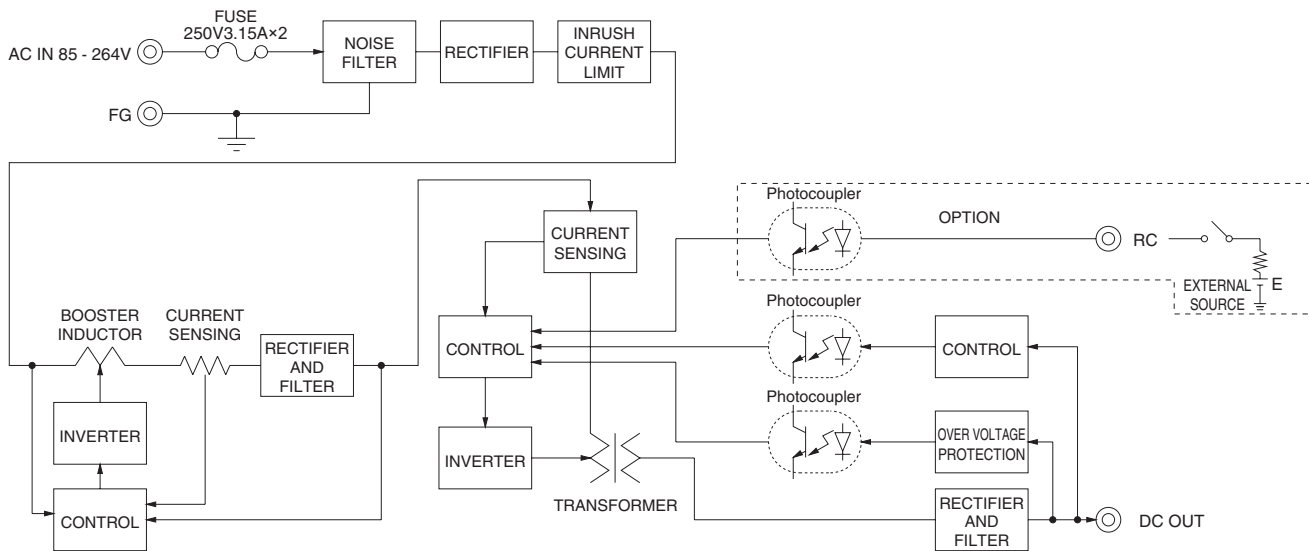 FUSE
250V3.15A×2
AC IN 85 - 264V
NOISE
FILTER
RECTIFIER
INRUSH
CURRENT
LIMIT
FG
Photocoupler
OPTION
RC
CURRENT
SENSING
EXTERNAL
SOURCE
E
BOOSTER
INDUCTOR
CURRENT
SENSING
RECTIFIER
AND
FILTER
CONTROL
Photocoupler
CONTROL
Photocoupler
INVERTER
INVERTER
OVER VOLTAGE
PROTECTION
TRANSFORMER
CONTROL
RECTIFIER
AND
FILTER
DC OUT